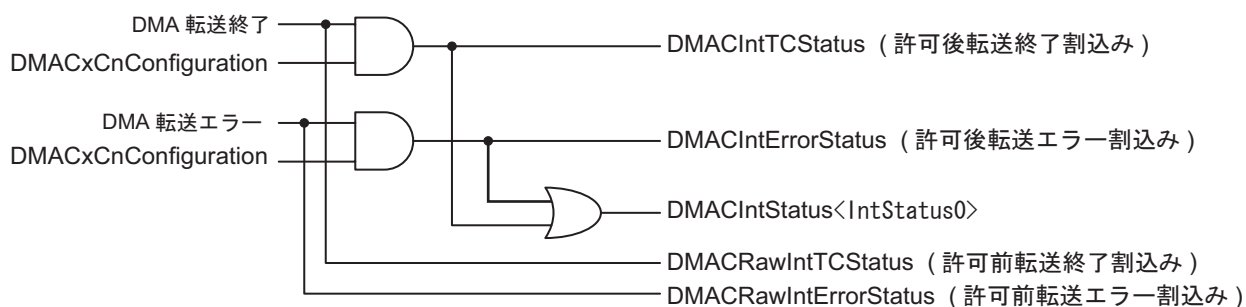 DMA 転送終了
DMACxCnConfiguration
DMACIntTCStatus ( 許可後転送終了割込み )
DMA 転送エラー
DMACxCnConfiguration
DMACIntErrorStatus ( 許可後転送エラー割込み )
DMACIntStatus<IntStatus0>
DMACRawIntTCStatus ( 許可前転送終了割込み )
DMACRawIntErrorStatus ( 許可前転送エラー割込み )